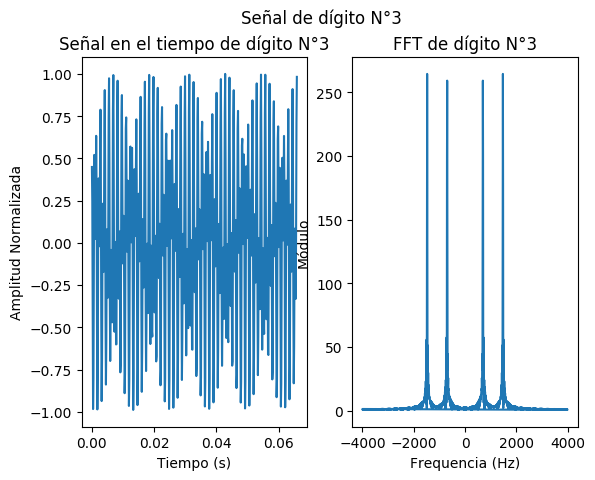 Señal de dígito N°3
Señal en el tiempo de dígito N°3
Amplitud Normalizada
1.00
0.75
0.50
0.25
0.00
−0.25
−0.50
−0.75
−1.00
0.00 0.02 0.04 0.06
Tiempo (s)
FFT de dígito N°3
Módulo
250
200
150
100
50
0
−4000 −2000 0 2000 4000
Frequencia (Hz)